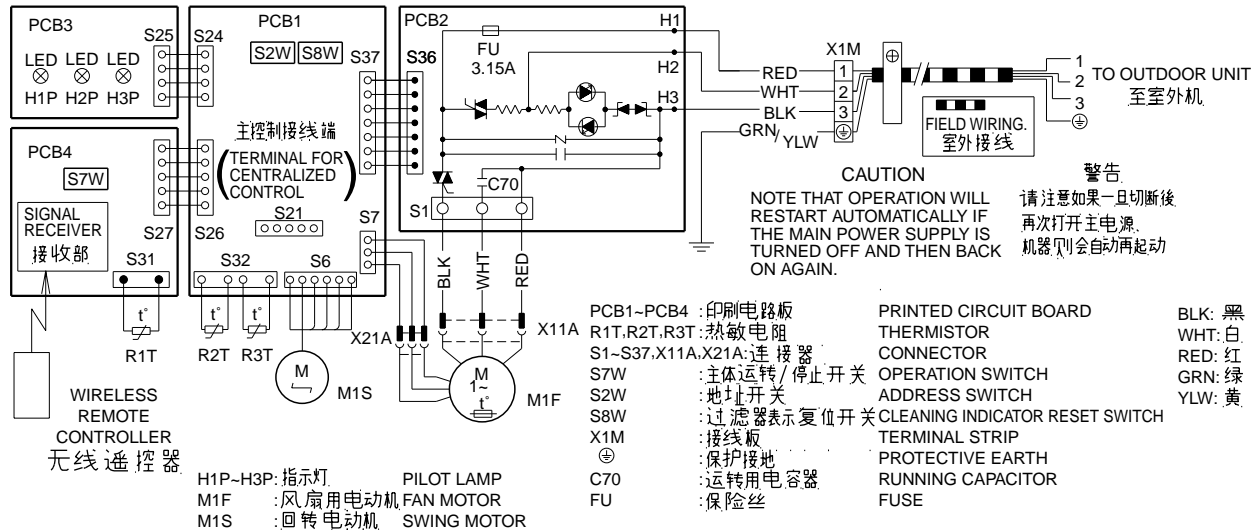 PCB3
LED LED LED
H1P H2P H3P
S25
S24
PCB1
S2W S8W
S37
PCB2
S36
FU
3.15A
H1
H2
H3
X1M
RED
WHT
BLK
GRN/YLW
1
2
3
1
2
3
TO OUTDOOR UNIT
至室外机
FIELD WIRING.
室外接线
主控制接线端
(TERMINAL FOR
CENTRALIZED
CONTROL)
PCB4
S7W
SIGNAL
RECEIVER
接收部
S27
S26
S21
S7
C70
S1
S31
S32
S6
BLK
WHT
RED
CAUTION
NOTE THAT OPERATION WILL
RESTART AUTOMATICALLY IF
THE MAIN POWER SUPPLY IS
TURNED OFF AND THEN BACK
ON AGAIN.
警告
请注意如果一旦切断後
再次打开主电源
机器则会自动再起动
t°
R1T
t° t°
R2T R3T
M
M1S
X21A
X11A
M
1~
t°
M1F
WIRELESS
REMOTE
CONTROLLER
无线遥控器
PCB1~PCB4 :印刷电路板 PRINTED CIRCUIT BOARD
R1T,R2T,R3T :热敏电阻 THERMISTOR
S1~S37,X11A,X21A:连接器 CONNECTOR
S7W :主体运转/停止开关 OPERATION SWITCH
S2W :地址开关 ADDRESS SWITCH
S8W :过滤器表示复位开关 CLEANING INDICATOR RESET SWITCH
X1M :接线板 TERMINAL STRIP
:保护接地 PROTECTIVE EARTH
C70 :运转用电容器 RUNNING CAPACITOR
FU :保险丝 FUSE
BLK: 黑
WHT: 白
RED: 红
GRN: 绿
YLW: 黄
H1P~H3P: 指示灯 PILOT LAMP
M1F :风扇用电动机 FAN MOTOR
M1S :回转电动机 SWING MOTOR